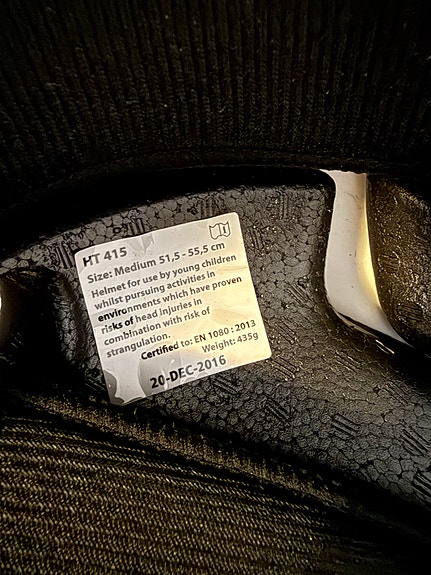 HT 415
Size: Medium 51,5 - 55,5 cm
Helmet for use by young children
whilst pursuing activities in
environments which have proven
risks of head injuries in
combination with risk of
strangulation.
Certified to: EN 1080 : 2013
Weight: 435g
20-DEC-2016